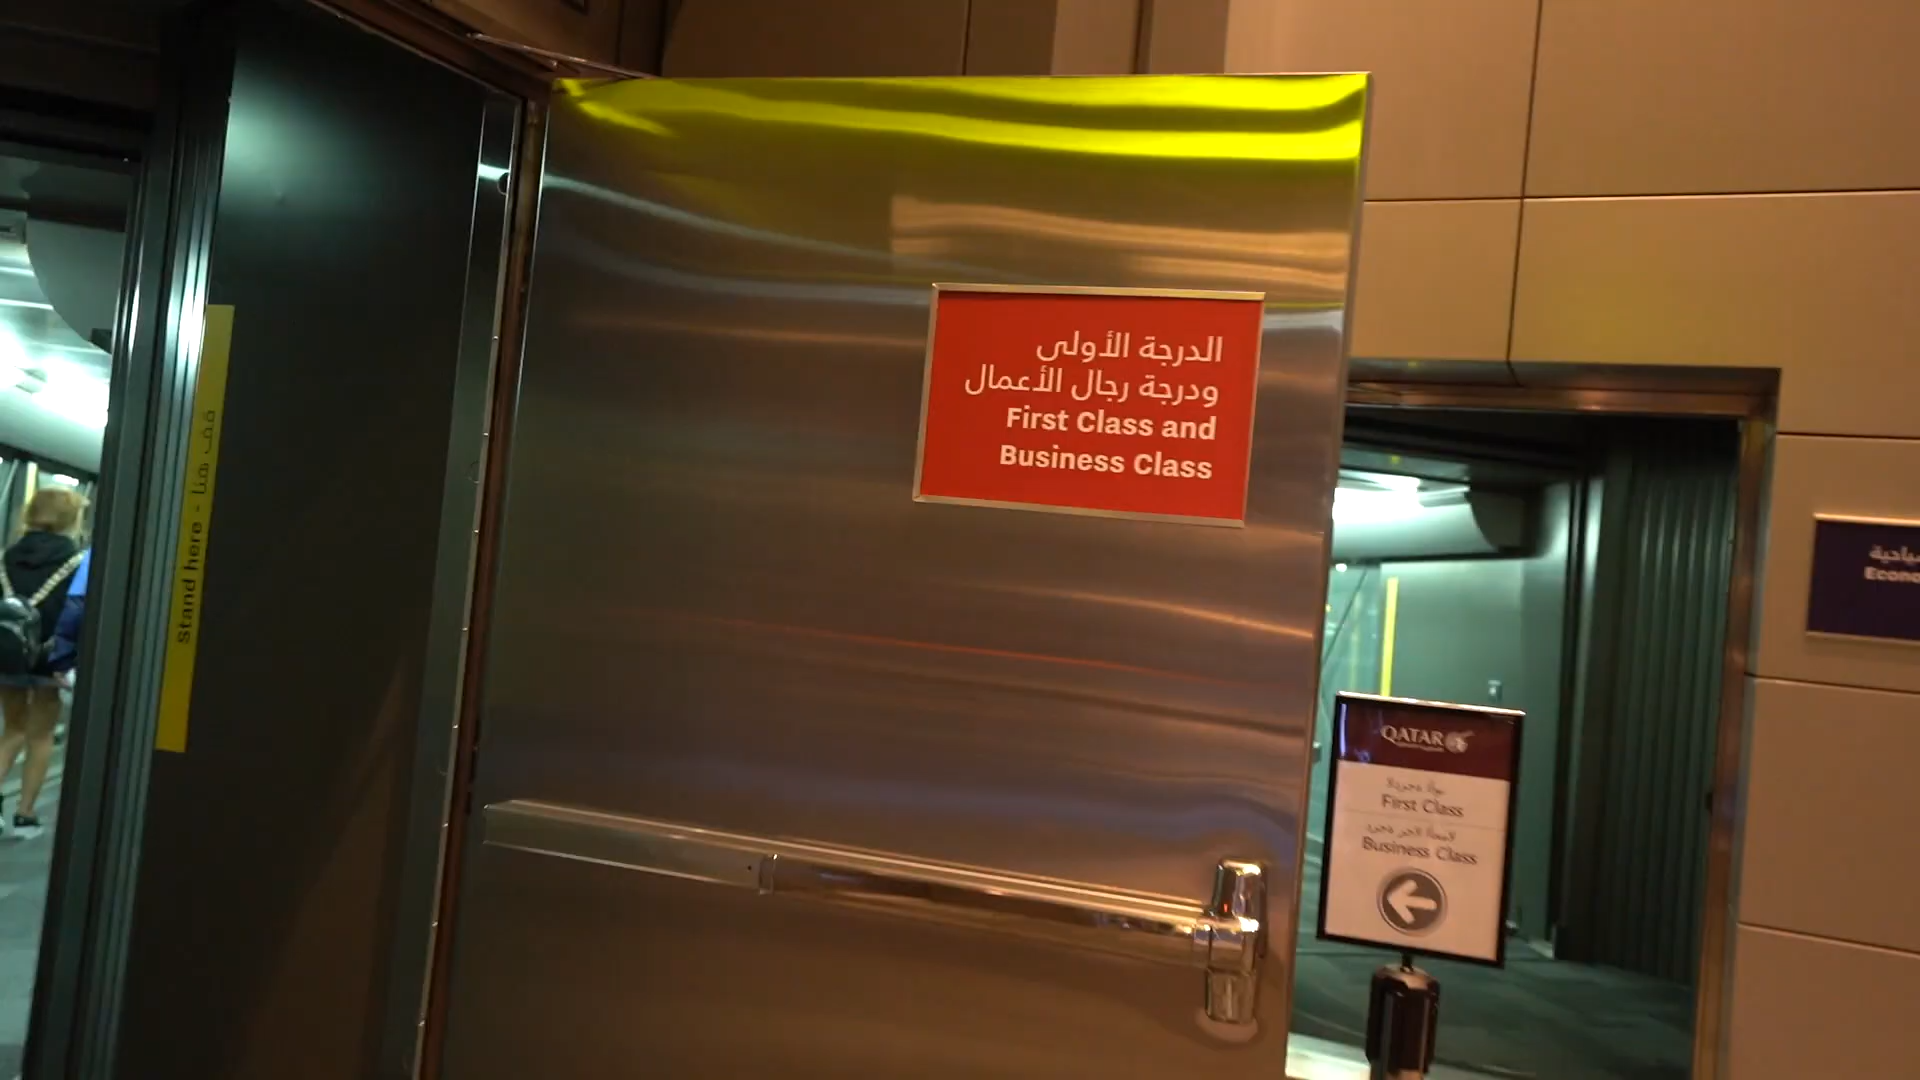 الدرجة الأولى
ودرجة رجال الأعمال
First Class and
Business Class
Stand here - قف هنا
QATAR
First Class
Business Class